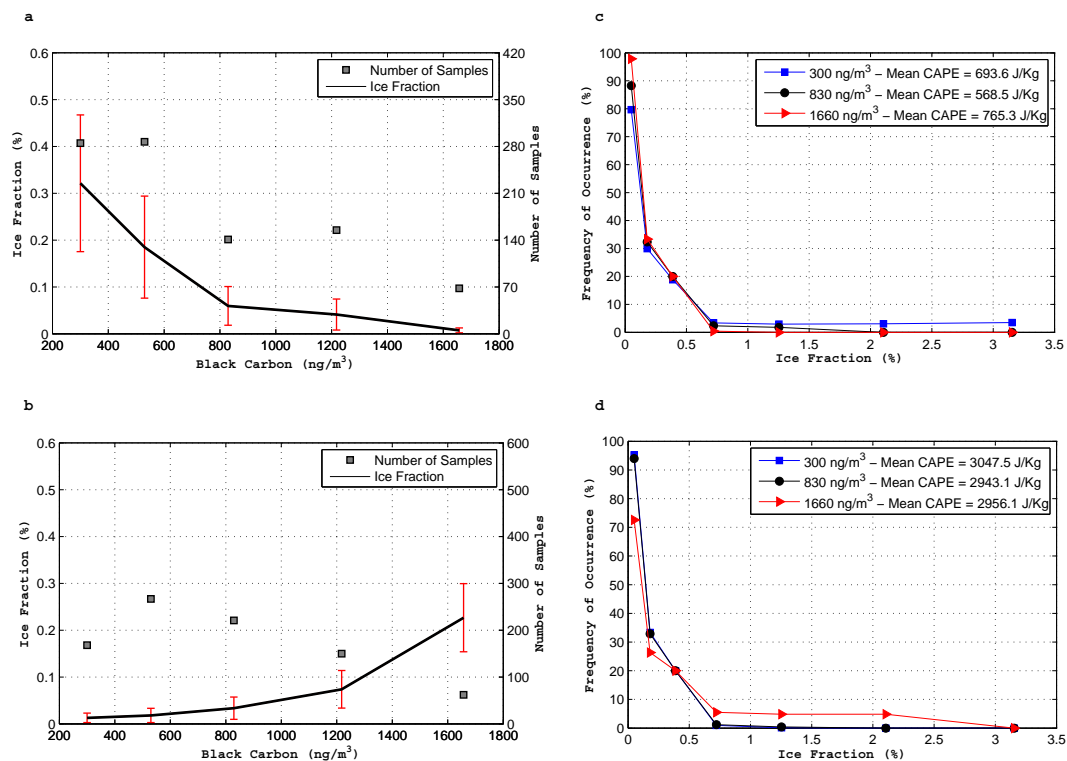 a
0.6
0.5
0.4
0.3
0.2
0.1
0
Ice Fraction (%)
420
350
280
210
140
70
0
Number of Samples
200 400 600 800 1000 1200 1400 1600 1800
Black Carbon (ng/m³)
Number of Samples
Ice Fraction
c
100
90
80
70
60
50
40
30
20
10
0
Frequency of Occurrence (%)
0 0.5 1 1.5 2 2.5 3 3.5
Ice Fraction (%)
300 ng/m³ − Mean CAPE = 693.6 J/Kg
830 ng/m³ − Mean CAPE = 568.5 J/Kg
1660 ng/m³ − Mean CAPE = 765.3 J/Kg
b
0.6
0.5
0.4
0.3
0.2
0.1
0
Ice Fraction (%)
600
500
400
300
200
100
0
Number of Samples
200 400 600 800 1000 1200 1400 1600 1800
Black Carbon (ng/m³)
Number of Samples
Ice Fraction
d
100
90
80
70
60
50
40
30
20
10
0
Frequency of Occurrence (%)
0 0.5 1 1.5 2 2.5 3 3.5
Ice Fraction (%)
300 ng/m³ − Mean CAPE = 3047.5 J/Kg
830 ng/m³ − Mean CAPE = 2943.1 J/Kg
1660 ng/m³ − Mean CAPE = 2956.1 J/Kg